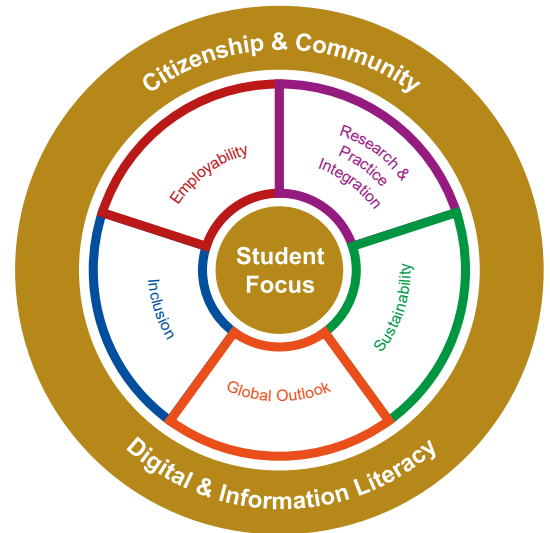 Citizenship & Community
Employability
Research &
Practice
Integration
Student
Focus
Inclusion
Sustainability
Global Outlook
Digital & Information Literacy